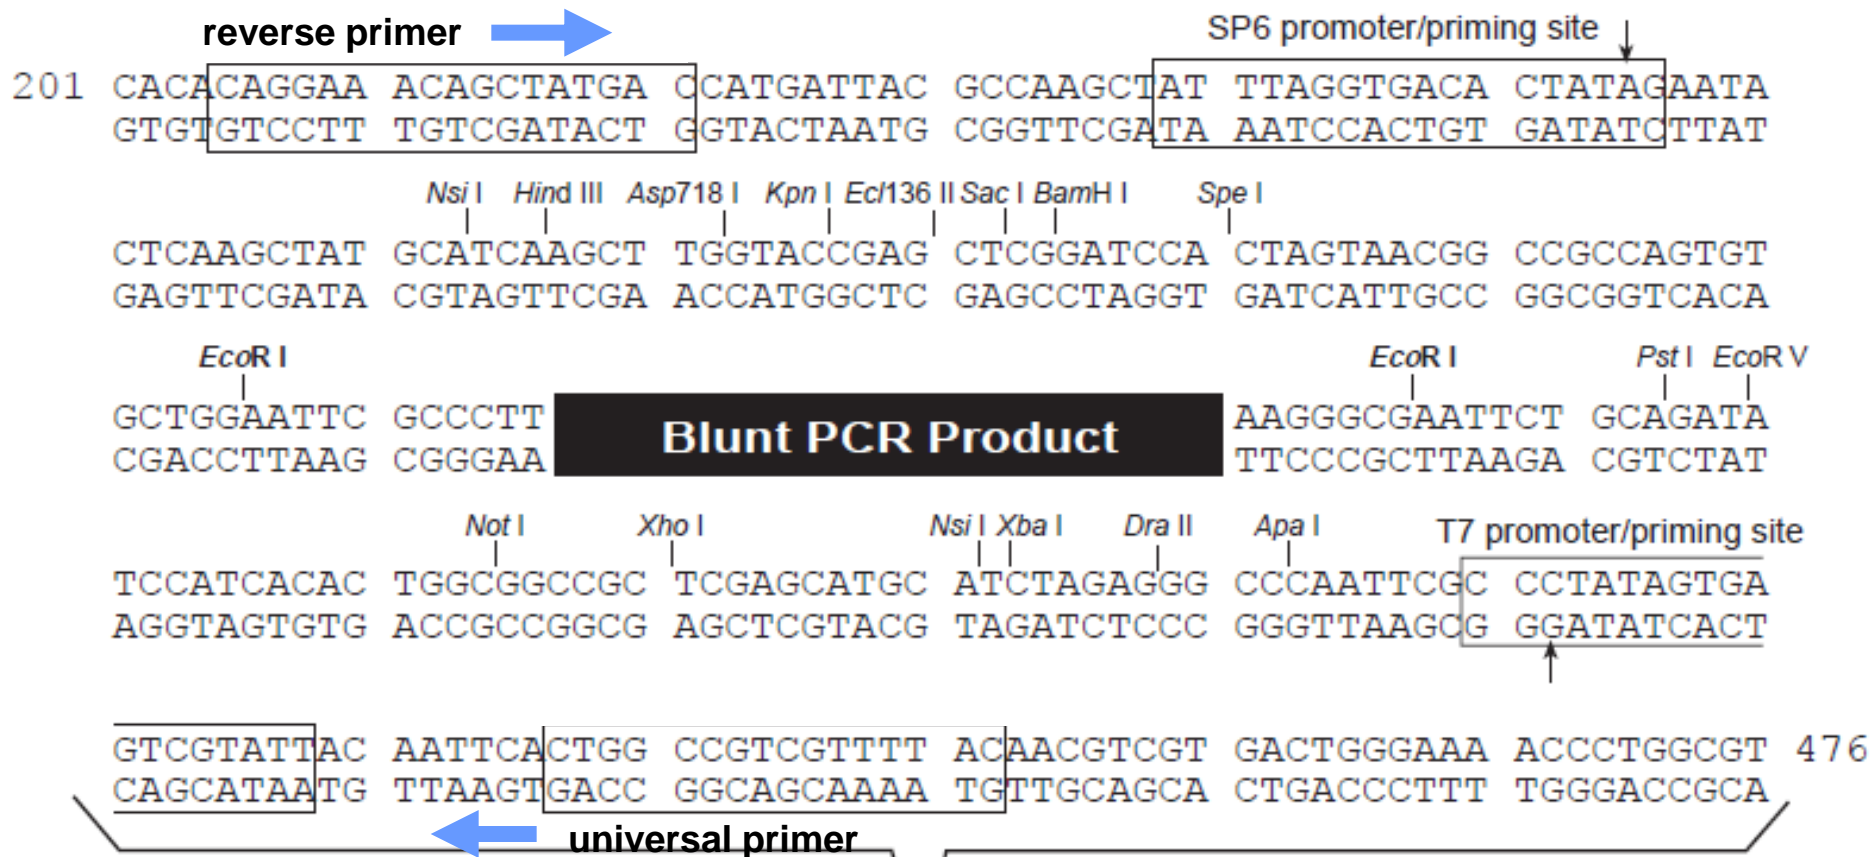 reverse primer SP6 promoter/priming site
201 CACACAGGAA ACAGCTATGA CCATGATTAC GCCAAGCTAT TTAGGTGACA CTATAGAATA
GTGTGTCCTT TGTCGATACT GGTACTAATG CGGTTCGATA AATCCACTGT GATATCTTAT
Nsi I Hind III Asp718 I Kpn I Ecl136 II Sac I BamH I Spe I
CTCAAGCTAT GCATCAAGCT TGGTACCGAG CTCGGATCCA CTAGTAACGG CCGCCAGTGT
GAGTTCGATA CGTAGTTCGA ACCATGGCTC GAGCCTAGGT GATCATTGCC GGCGGTCACA
EcoR I EcoR I Pst I EcoR V
GCTGGAATTC GCCCTT Blunt PCR Product AAGGGCGAATTCT GCAGATA
CGACCTTAAG CGGGAA TTCCCGCTTAAGA CGTCTAT
Not I Xho I Nsi I Xba I Dra II Apa I T7 promoter/priming site
TCCATCACAC TGGCGGCCGC TCGAGCATGC ATCTAGAGGG CCCAATTCGC CCTATAGTGA
AGGTAGTGTG ACCGCCGGCG AGCTCGTACG TAGATCTCCC GGGTTAAGCG GGATATCACT
GTCGTATTAC AATTCACTGG CCGTCGTTTT ACAACGTCGT GACTGGGAAA ACCCTGGCGT 476
CAGCATAATG TTAAGTGACC GGCAGCAAAA TGTTGCAGCA CTGACCCTTT TGGGACCGCA
universal primer